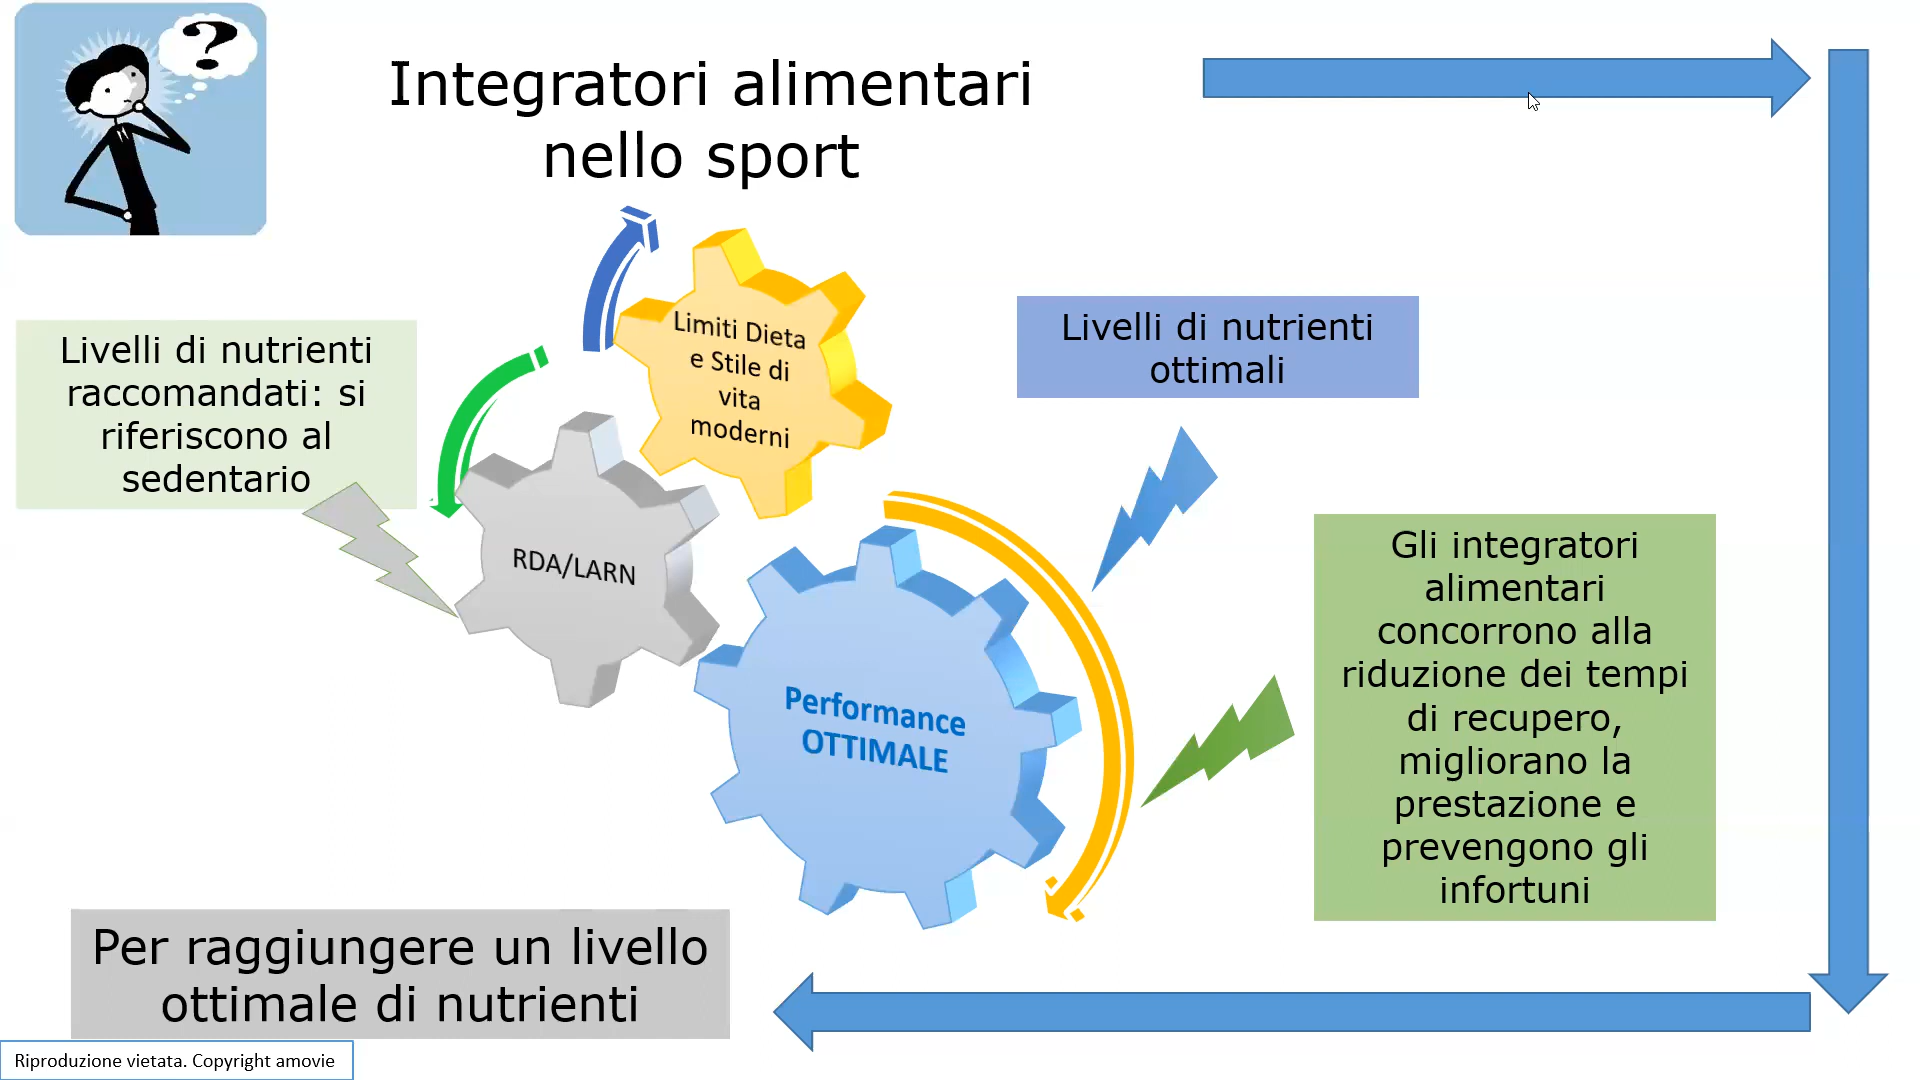 ?
Integratori alimentari
nello sport
Limiti Dieta
e Stile di
vita
moderni
Livelli di nutrienti
raccomandati: si
riferiscono al
sedentario
RDA/LARN
Livelli di nutrienti
ottimali
Performance
OTTIMALE
Gli integratori
alimentari
concorrono alla
riduzione dei tempi
di recupero,
migliorano la
prestazione e
prevengono gli
infortuni
Per raggiungere un livello
ottimale di nutrienti
Riproduzione vietata. Copyright amovie